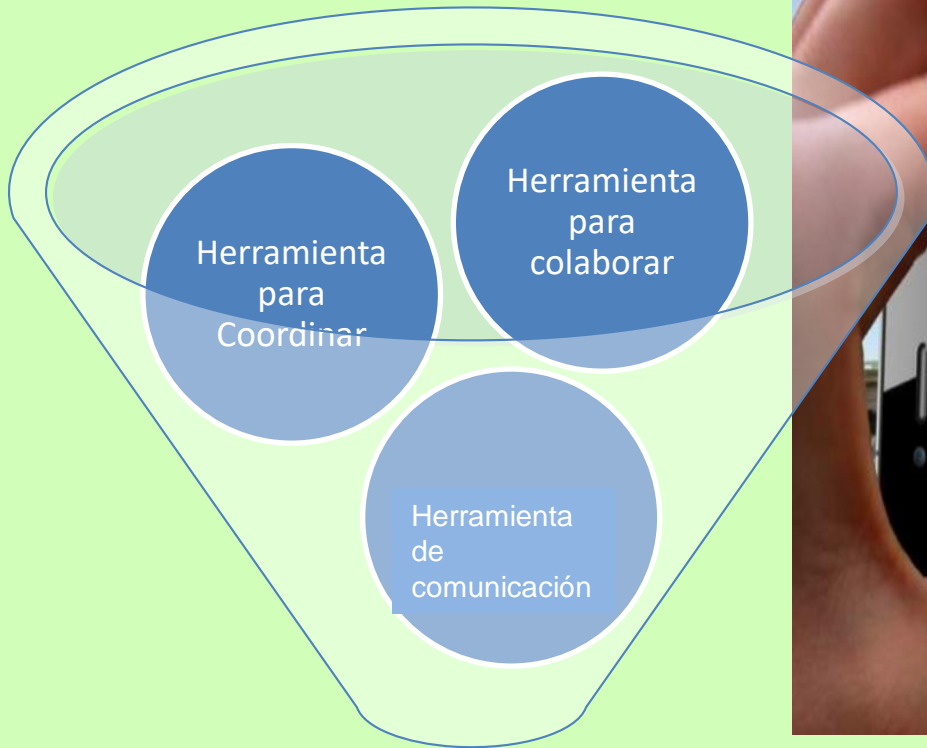 Herramienta
para
Coordinar
Herramienta
para
colaborar
Herramienta
de
comunicación